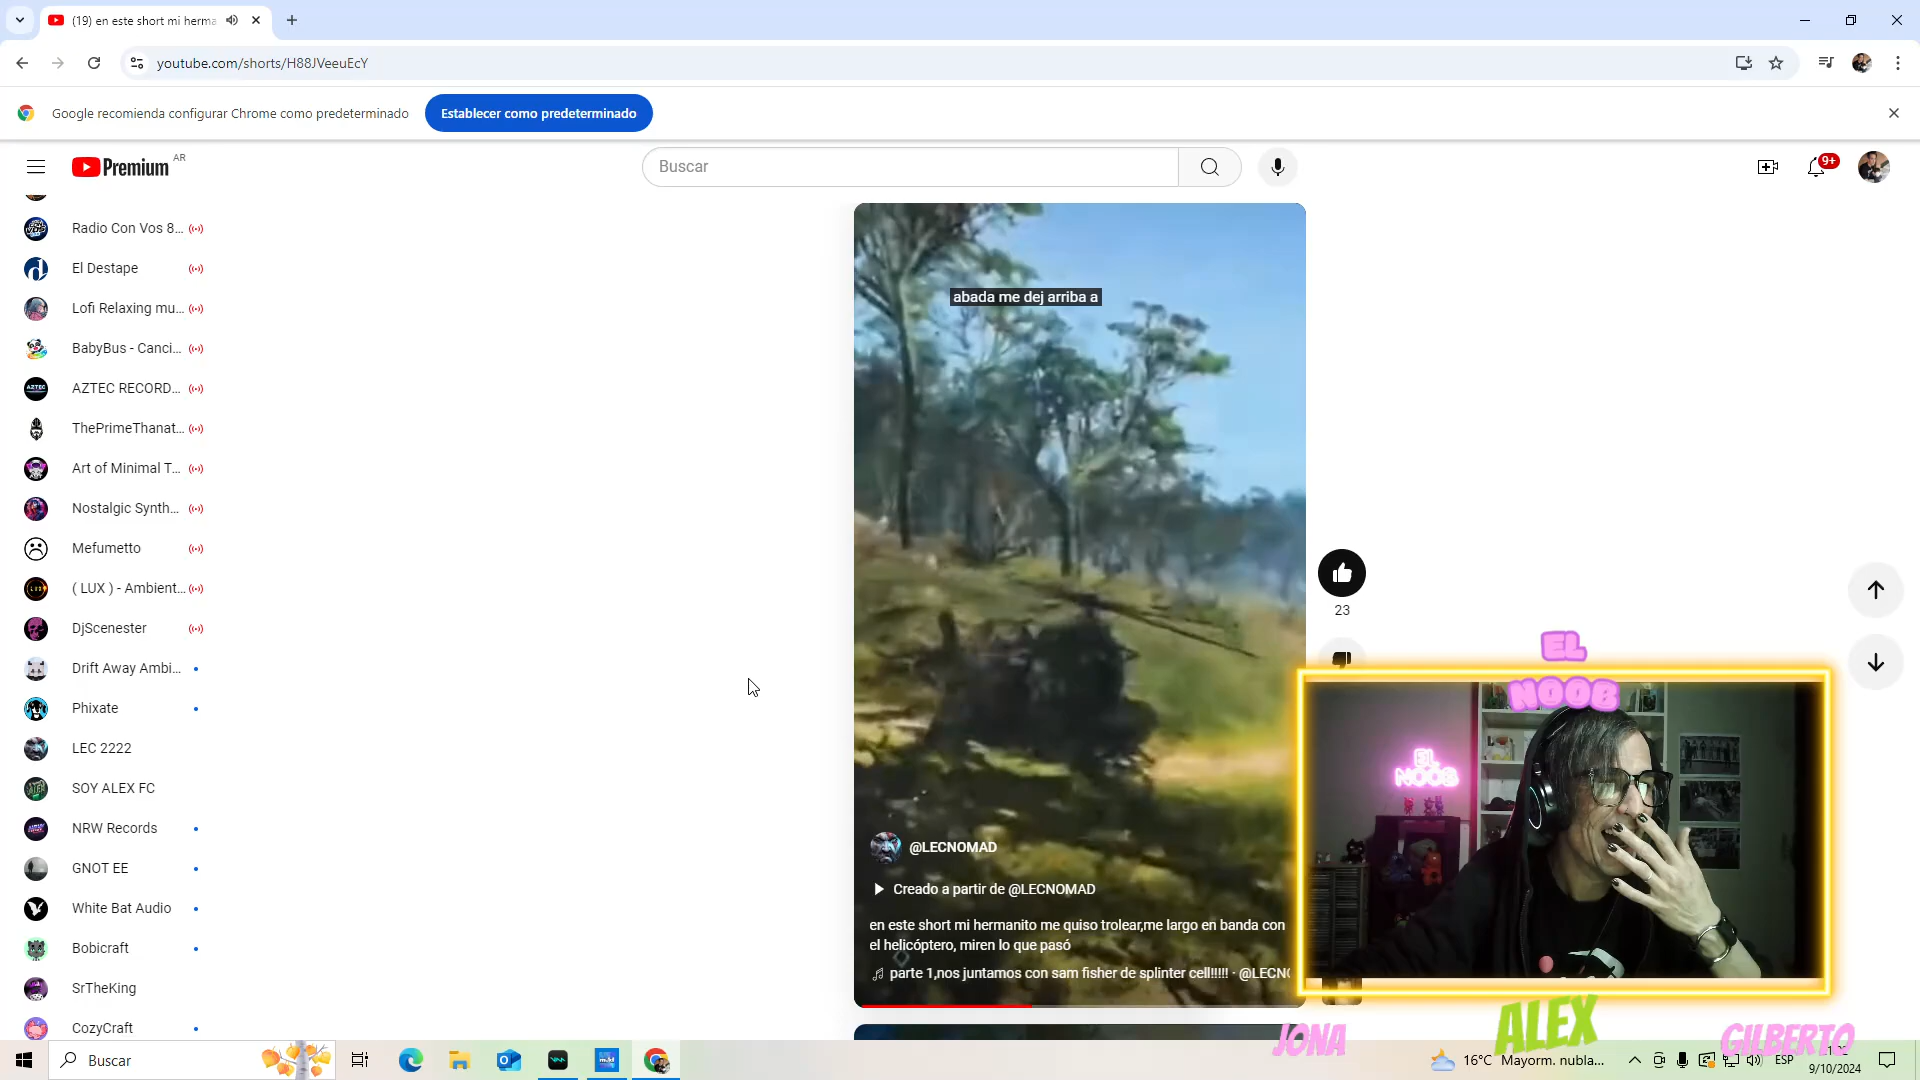 (19) en este short mi herma
youtube.com/shorts/H88JVeeuEcY
Google recomienda configurar Chrome como predeterminado
Establecer como predeterminado
Premium
AR
Buscar
9+
Radio Con Vos 8...
El Destape
Lofi Relaxing mu...
BabyBus - Canci...
AZTEC RECORD...
ThePrimeThanat...
Art of Minimal T...
Nostalgic Synth...
Mefumetto
( LUX ) - Ambient...
DjScenester
Drift Away Ambi...
Phixate
LEC 2222
SOY ALEX FC
NRW Records
GNOT EE
White Bat Audio
Bobicraft
SrTheKing
CozyCraft
abada me dej arriba a
@LECNOMAD
Creado a partir de @LECNOMAD
en este short mi hermanito me quiso trolear,me largo en banda con
el helicóptero, miren lo que pasó
parte 1,nos juntamos con sam fisher de splinter cell!!!!! · @LECN
23
EL
NOOB
EL
NOOB
JONA
ALEX
GILBERTO
Buscar
16°C Mayorm. nubla...
ESP
9/10/2024